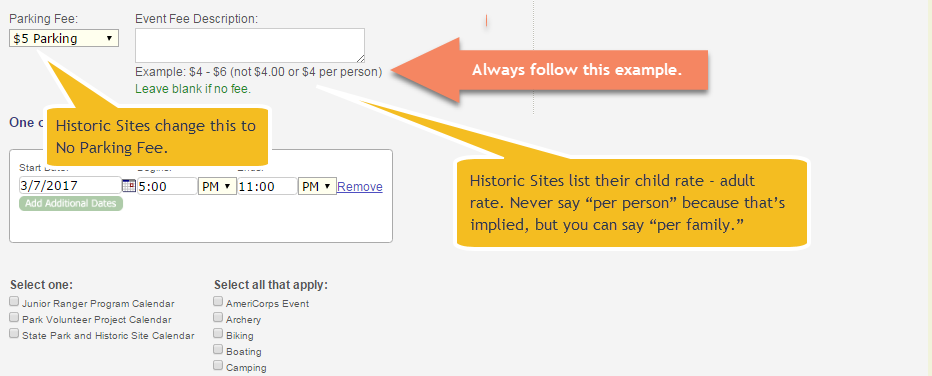 Parking Fee:
Event Fee Description:
$5 Parking
Example: $4 - $6 (not $4.00 or $4 per person)
Leave blank if no fee.
Always follow this example.
Historic Sites change this to
No Parking Fee.
One o
Historic Sites list their child rate - adult
rate. Never say “per person” because that’s
implied, but you can say “per family.”
Start Date:
3/7/2017 5:00 PM 11:00 PM Remove
Add Additional Dates
Select one:
Junior Ranger Program Calendar
Park Volunteer Project Calendar
State Park and Historic Site Calendar
Select all that apply:
AmeriCorps Event
Archery
Biking
Boating
Camping